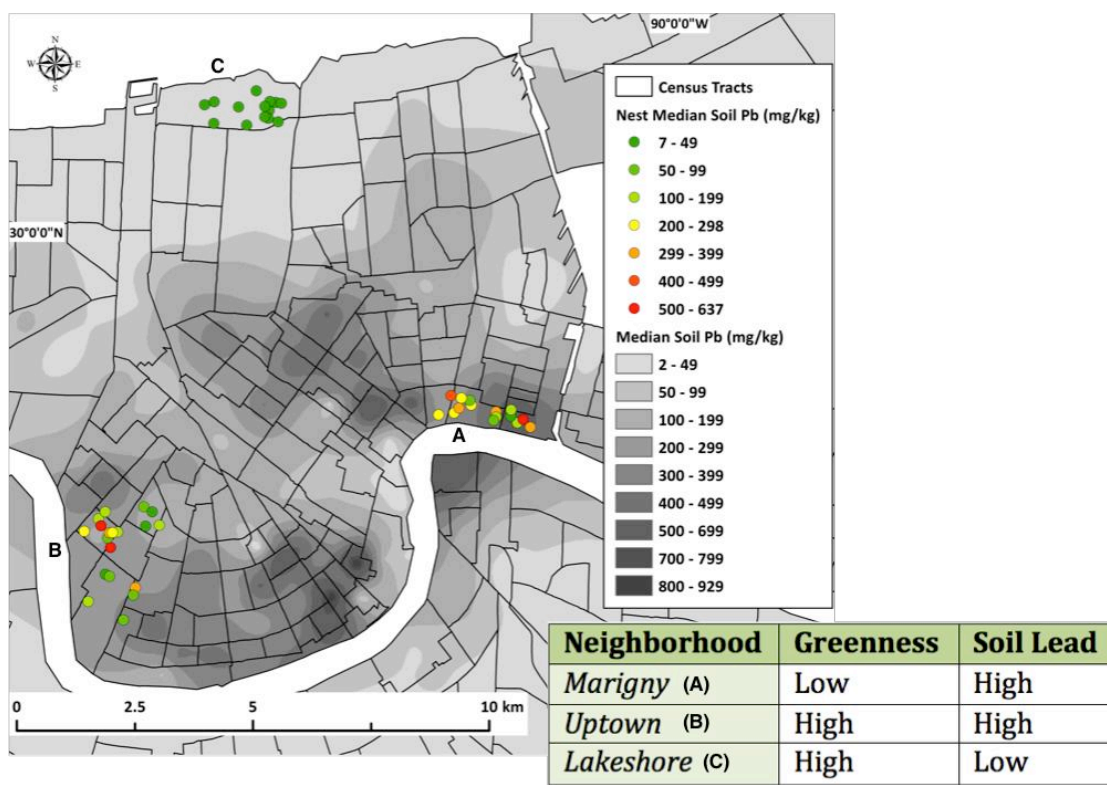 90°0'0"W
N
W E
S
C
30°0'0"N
A
B
0 2.5 5 10 km
Census Tracts
Nest Median Soil Pb (mg/kg)
7 - 49
50 - 99
100 - 199
200 - 298
299 - 399
400 - 499
500 - 637
Median Soil Pb (mg/kg)
2 - 49
50 - 99
100 - 199
200 - 299
300 - 399
400 - 499
500 - 699
700 - 799
800 - 929
Neighborhood Greenness Soil Lead
Marigny (A) Low High
Uptown (B) High High
Lakeshore (C) High Low